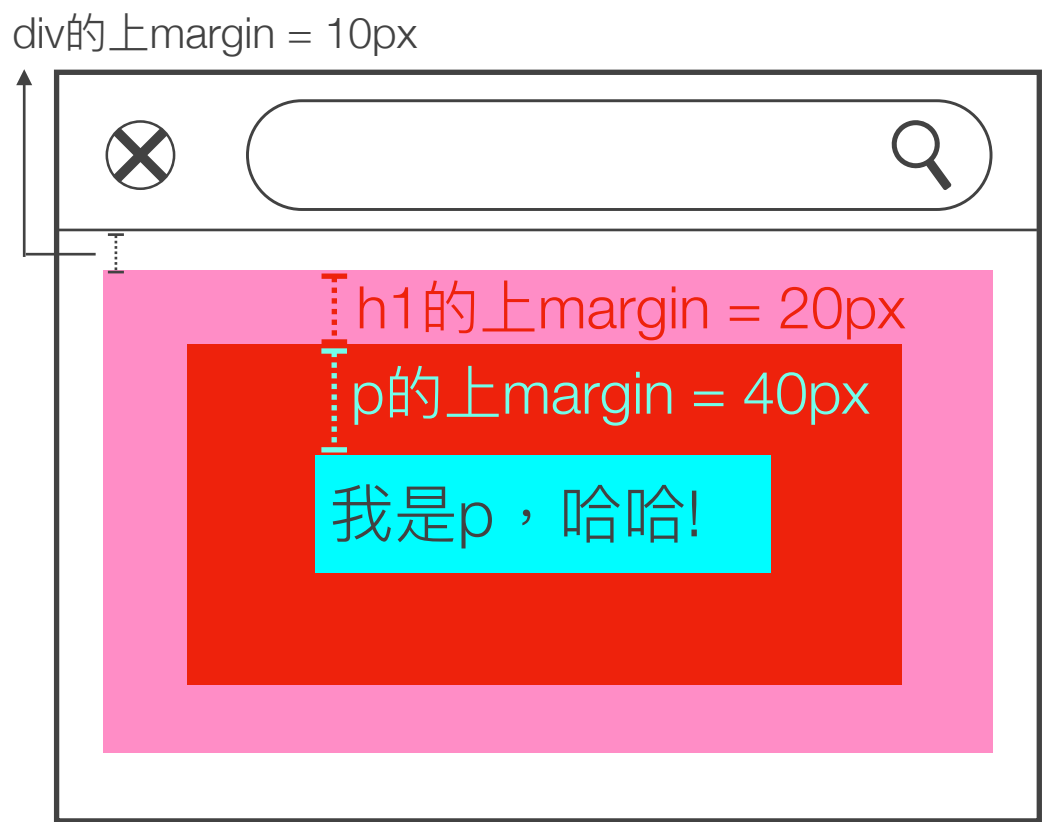 div的上margin = 10px
h1的上margin = 20px
p的上margin = 40px
我是p，哈哈!